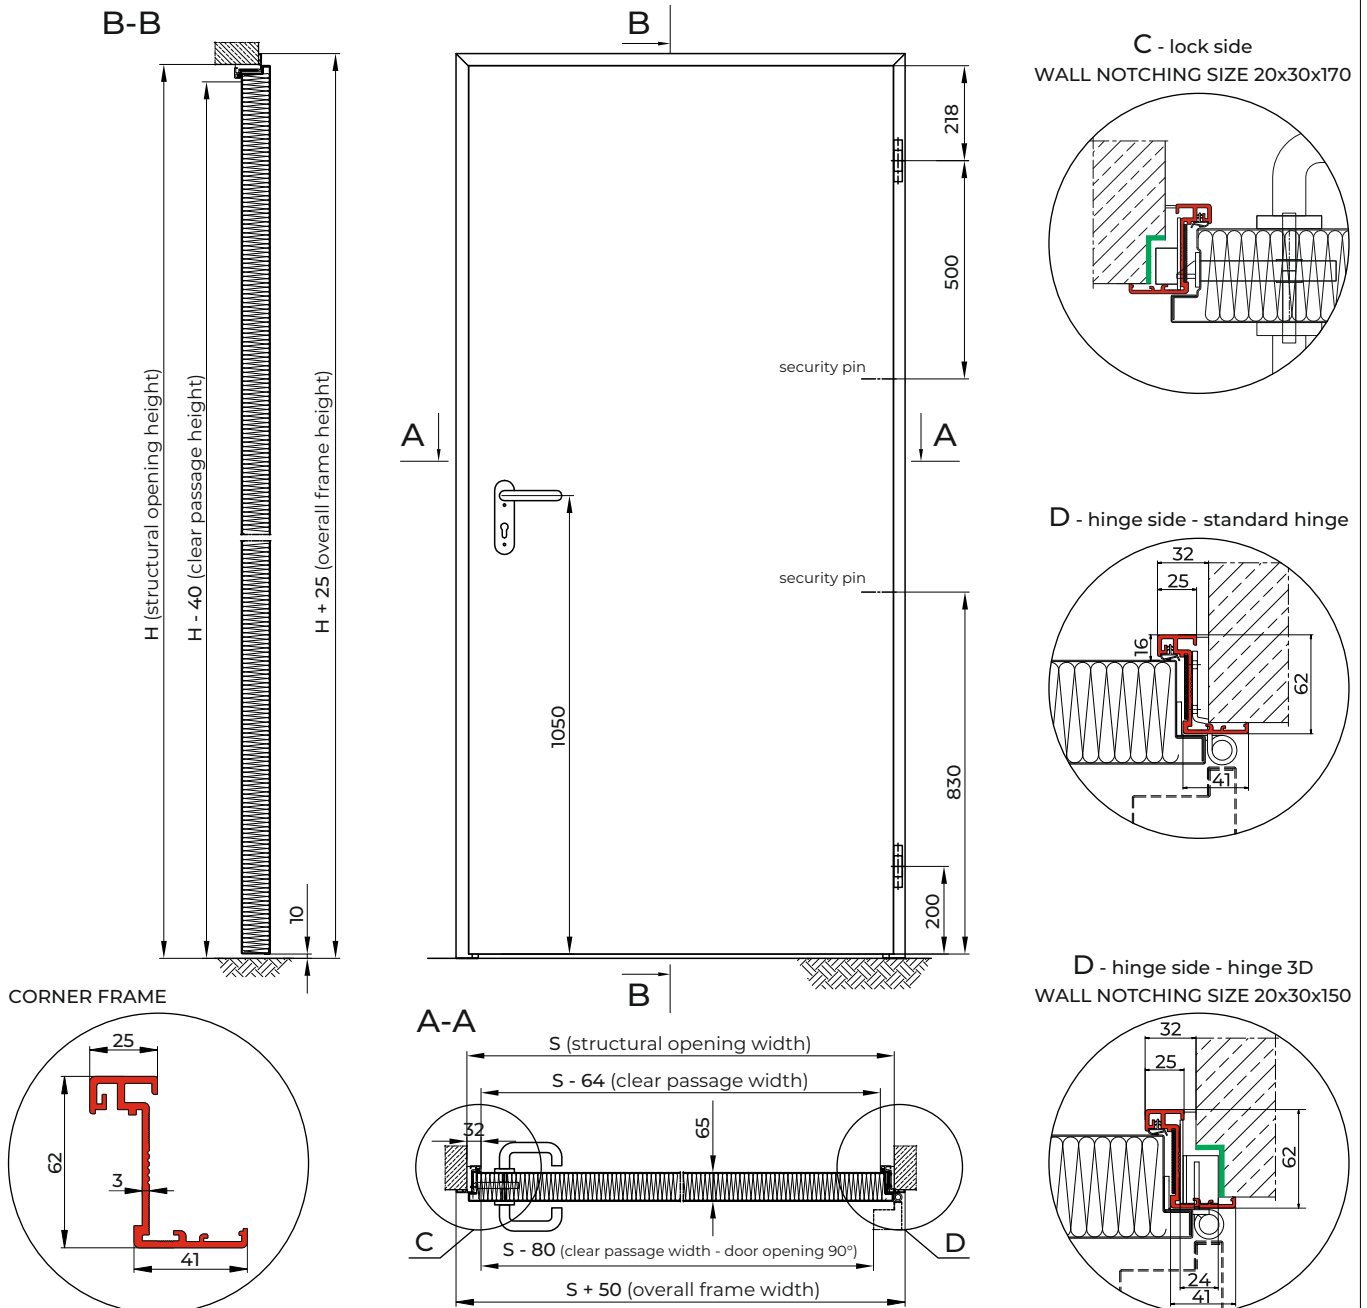 B-B
B
C - lock side
WALL NOTCHING SIZE 20x30x170
218
500
security pin
H (structural opening height)
H - 40 (clear passage height)
H + 25 (overall frame height)
A
A
D - hinge side - standard hinge
32
25
16
62
41
security pin
1050
830
200
10
B
D - hinge side - hinge 3D
WALL NOTCHING SIZE 20x30x150
32
25
62
24
41
CORNER FRAME
25
62
3
41
A-A
S (structural opening width)
S - 64 (clear passage width)
32
65
C
D
S - 80 (clear passage width - door opening 90°)
S + 50 (overall frame width)